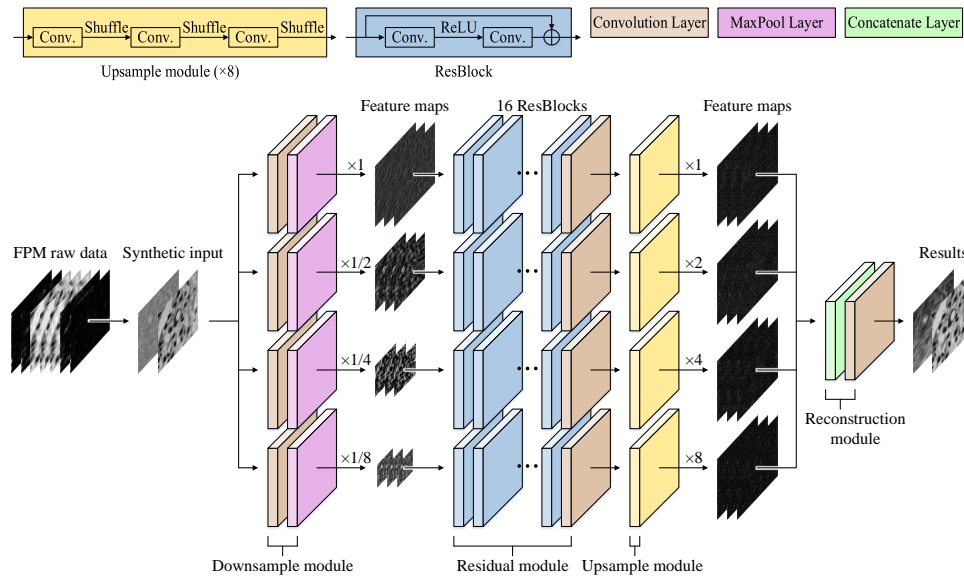 Conv. Shuffle Conv. Shuffle Conv. Shuffle
Upsample module (×8)
Conv. ReLU Conv.
ResBlock
Convolution Layer
MaxPool Layer
Concatenate Layer
Feature maps
16 ResBlocks
Feature maps
×1
×1
FPM raw data
Synthetic input
×1/2
×2
Results
×1/4
×4
Reconstruction
module
×1/8
×8
Downsample module
Residual module
Upsample module